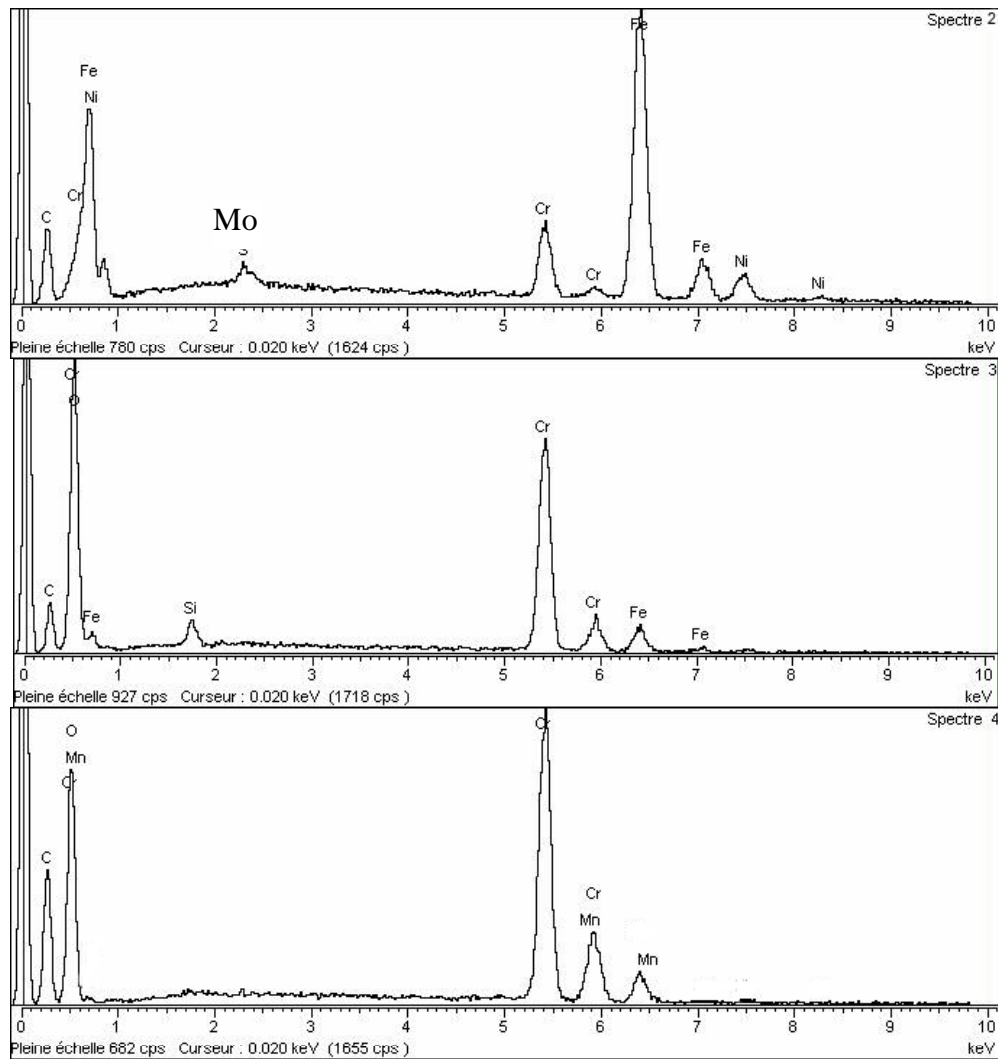 Spectre 2
Fe
Fe
Ni
Cr
C
Mo
S
Cr
Cr
Fe
Ni
Ni
0 1 2 3 4 5 6 7 8 9 10
Pleine échelle 780 cps Curseur : 0.020 keV (1624 cps ) keV
Spectre 3
Cr
O
C
Fe
Si
Cr
Cr
Fe
Fe
0 1 2 3 4 5 6 7 8 9 10
Pleine échelle 927 cps Curseur : 0.020 keV (1718 cps ) keV
Spectre 4
O
Mn
Cr
C
Cr
Cr
Mn
Mn
0 1 2 3 4 5 6 7 8 9 10
Pleine échelle 682 cps Curseur : 0.020 keV (1655 cps ) keV